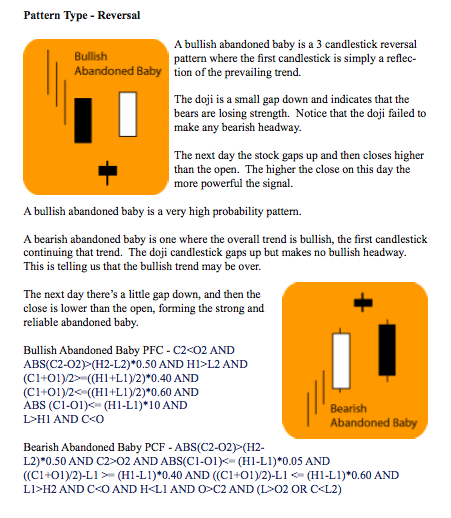 Pattern Type - Reversal
Bullish
Abandoned Baby
A bullish abandoned baby is a 3 candlestick reversal
pattern where the first candlestick is simply a reflec-
tion of the prevailing trend.
The doji is a small gap down and indicates that the
bears are losing strength.  Notice that the doji failed to
make any bearish headway.
The next day the stock gaps up and then closes higher
than the open.  The higher the close on this day the
more powerful the signal.
A bullish abandoned baby is a very high probability pattern.
A bearish abandoned baby is one where the overall trend is bullish, the first candlestick
continuing that trend.  The doji candlestick gaps up but makes no bullish headway.
This is telling us that the bullish trend may be over.
The next day there's a little gap down, and then the
close is lower than the open, forming the strong and
reliable abandoned baby.
Bullish Abandoned Baby PFC - C2<O2 AND
ABS(C2-O2)>(H2-L2)*0.50 AND H1>L2 AND
(C1+O1)/2>=((H1+L1)/2)*0.40 AND
(C1+O1)/2<=((H1+L1)/2)*0.60 AND
ABS (C1-O1)<= (H1-L1)*10 AND
L>H1 AND C<O
Bearish
Abandoned Baby
Bearish Abandoned Baby PCF - ABS(C2-O2)>(H2-
L2)*0.50 AND C2>O2 AND ABS(C1-O1)<= (H1-L1)*0.05 AND
((C1+O1)/2)-L1 >= (H1-L1)*0.40 AND ((C1+O1)/2)-L1 <= (H1-L1)*0.60 AND
L1>H2 AND C<O AND H<L1 AND O>C2 AND (L>O2 OR C<L2)